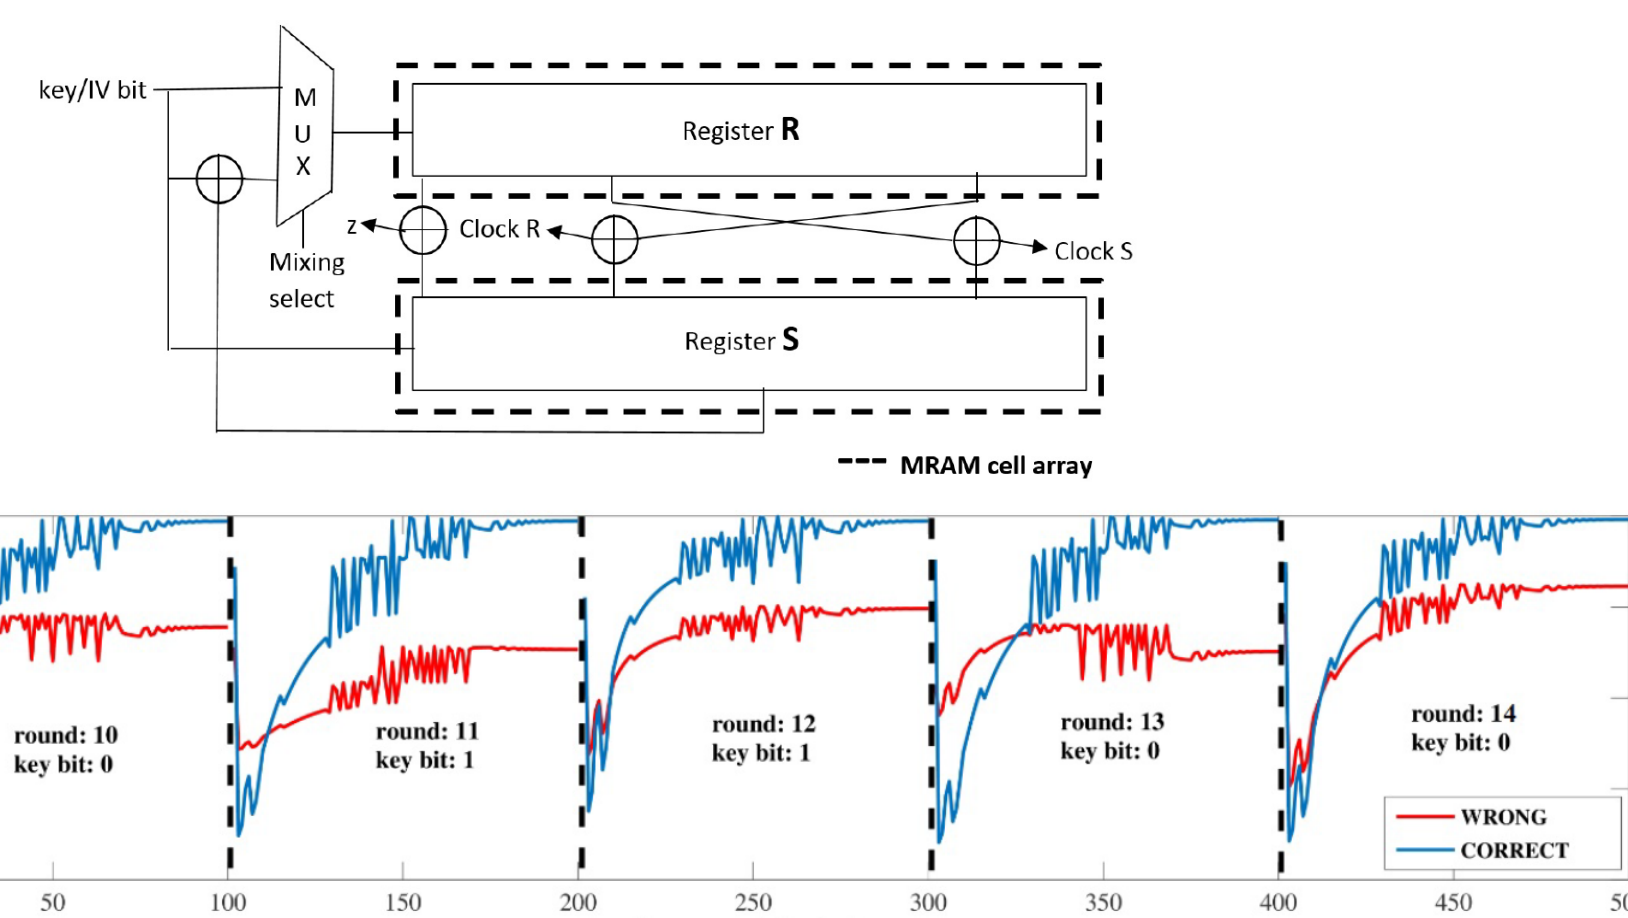 key/IV bit
M
U
X
Register R
z
Clock R
Clock S
Mixing
select
Register S
MRAM cell array
round: 10
key bit: 0
round: 11
key bit: 1
round: 12
key bit: 1
round: 13
key bit: 0
round: 14
key bit: 0
WRONG
CORRECT
50 100 150 200 250 300 350 400 450